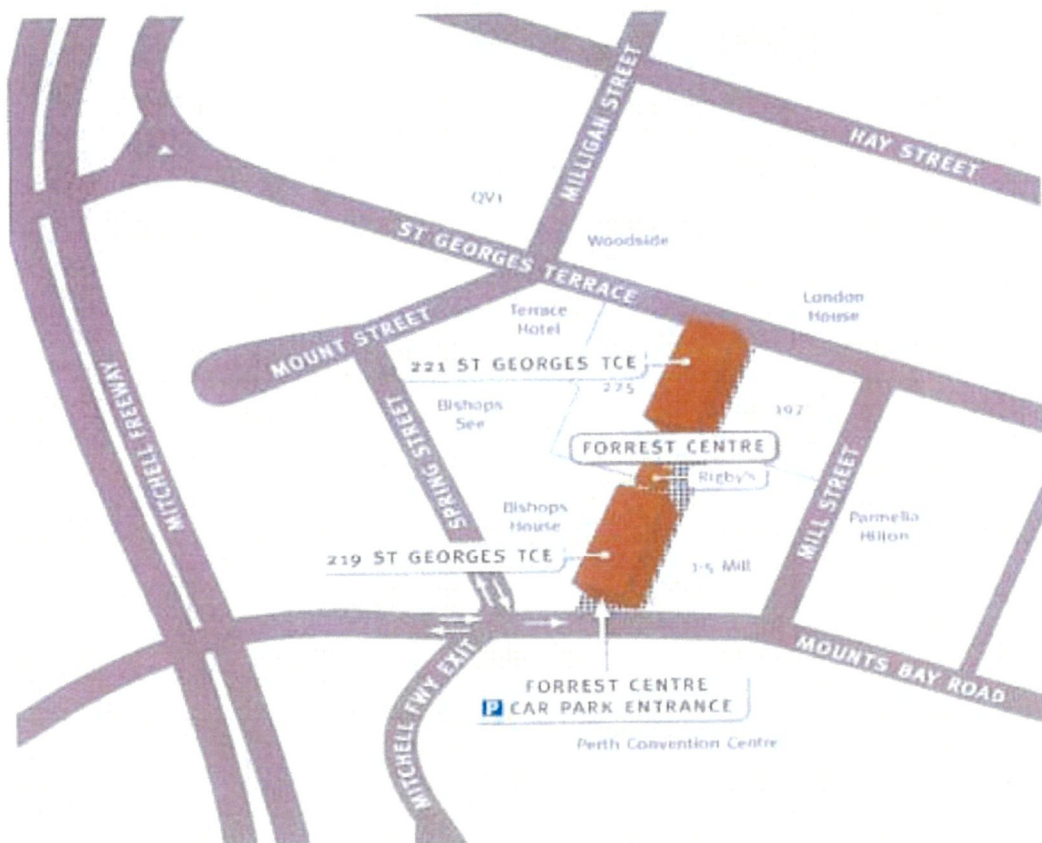 HAY STREET
MILLIGAN STREET
QV1
Woodside
ST GEORGES TERRACE
London
House
Terrace
Hotel
MOUNT STREET
221 ST GEORGES TCE
225
MITCHELL FREEWAY
Bishops
See
197
FORREST CENTRE
SPRING STREET
Rigby's
MILL STREET
Bishops
House
Parmelia
Hilton
219 ST GEORGES TCE
1-5 Mill
MOUNTS BAY ROAD
MITCHELL FWY EXIT
FORREST CENTRE
P CAR PARK ENTRANCE
Perth Convention Centre